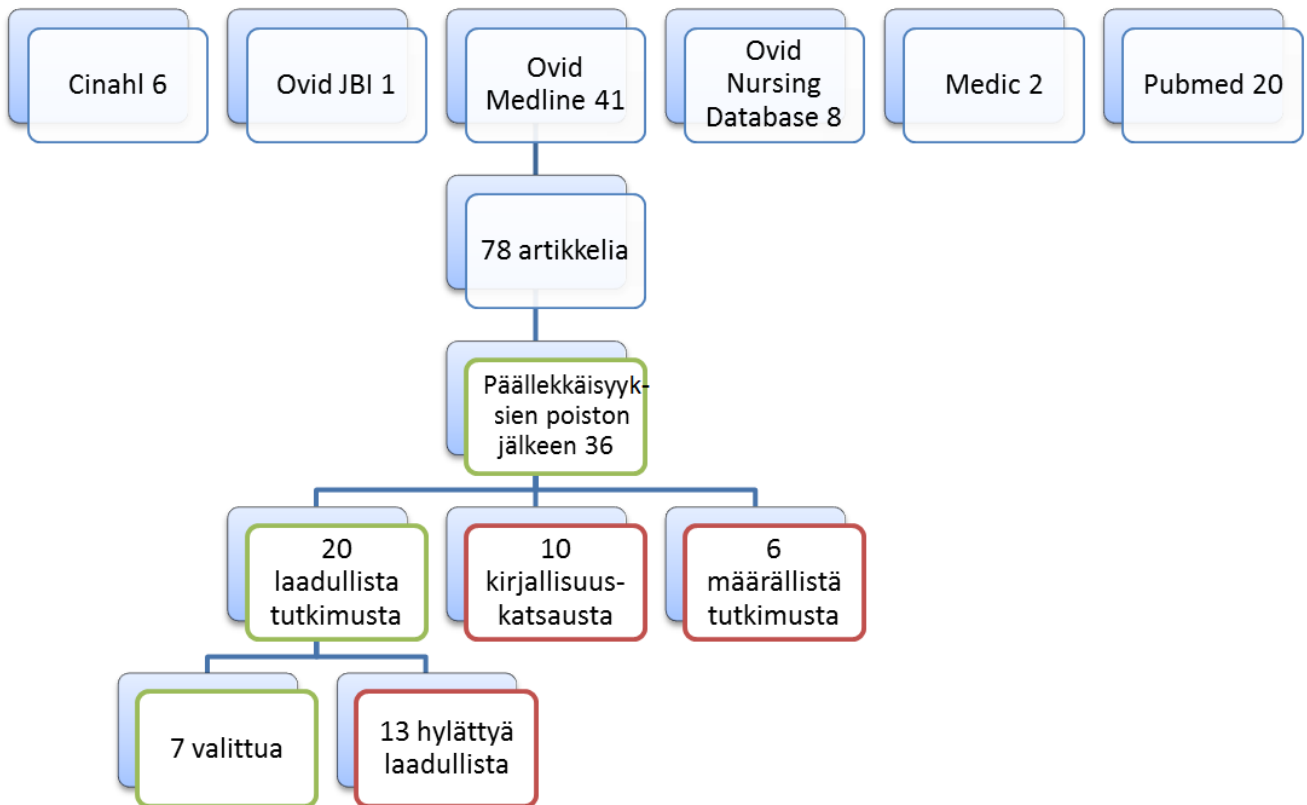 Cinahl 6
Ovid JBI 1
Ovid
Medline 41
Ovid
Nursing
Database 8
Medic 2
Pubmed 20
78 artikkelia
Päällekkäisyyk-
sien poiston
jälkeen 36
20
laadullista
tutkimusta
10
kirjallisuus-
katsausta
6
määrällistä
tutkimusta
7 valittua
13 hylättyä
laadullista